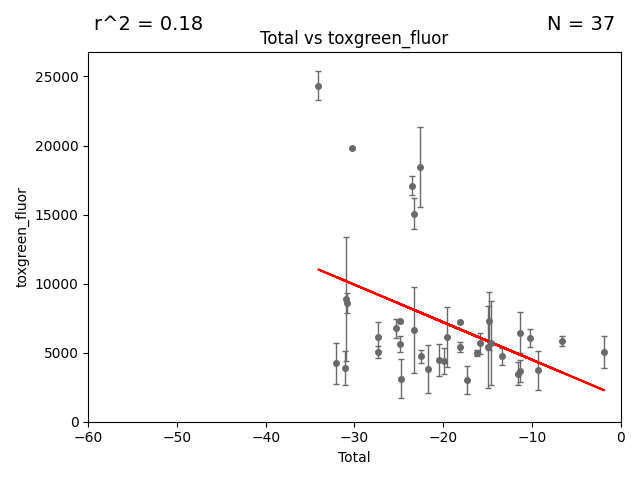 r^2 = 0.18
N = 37
Total vs toxgreen_fluor
25000
20000
15000
10000
5000
0
toxgreen_fluor
−60
−50
−40
−30
−20
−10
0
Total